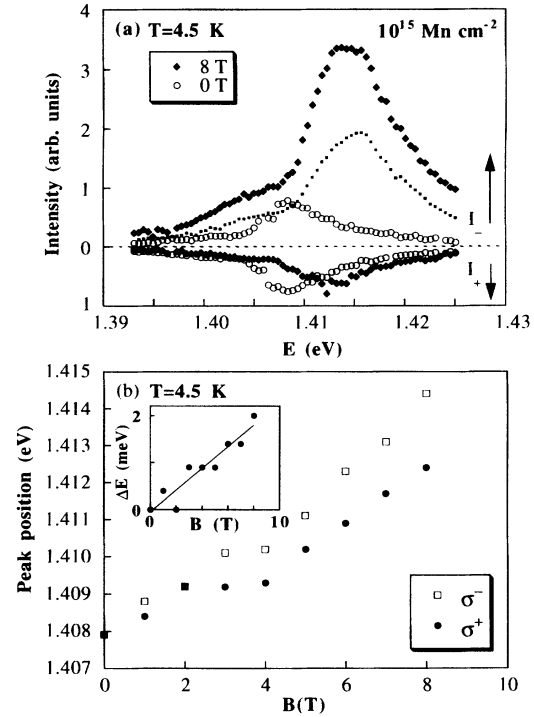 (a) T=4.5 K
10¹⁵ Mn cm⁻²
8 T
0 T
Intensity (arb. units)
4
3
2
1
0
1
I₋
I₊
1.39
1.40
1.41
1.42
1.43
E (eV)
(b) T=4.5 K
Peak position (eV)
1.415
1.414
1.413
1.412
1.411
1.410
1.409
1.408
1.407
ΔE (meV)
2
0
0
B (T)
10
σ⁻
σ⁺
0
2
4
6
8
10
B(T)